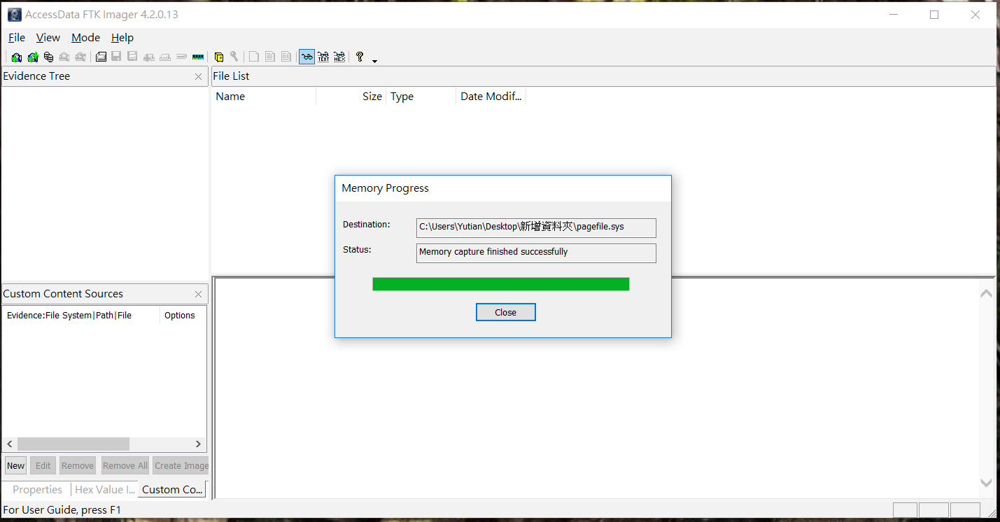 AccessData FTK Imager 4.2.0.13
File View Mode Help
TEXT HEX
Evidence Tree
File List
Name Size Type Date Modif...
Memory Progress
Destination: C:\Users\Yutian\Desktop\新增資料夾\pagefile.sys
Status: Memory capture finished successfully
Close
Custom Content Sources
Evidence:File System|Path|File Options
New Edit Remove Remove All Create Image
Properties Hex Value I... Custom Co...
For User Guide, press F1